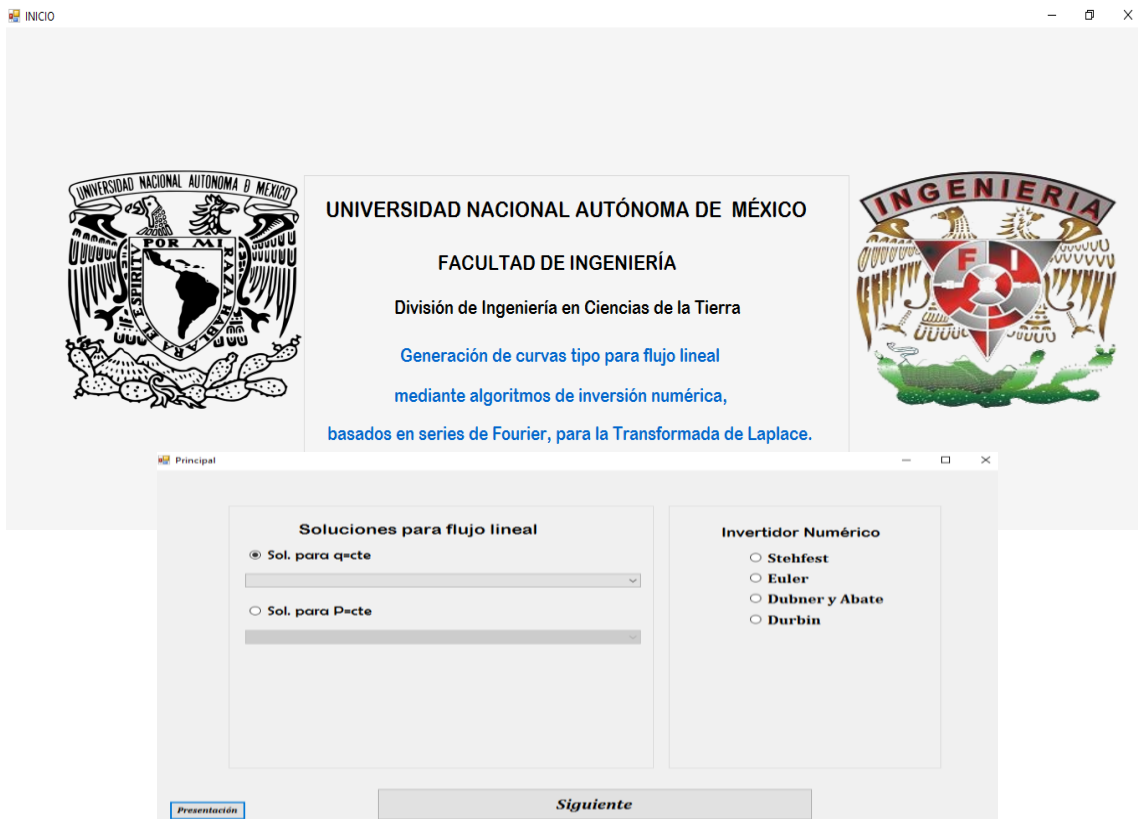 INICIO
UNIVERSIDAD NACIONAL AUTONOMA D MEXICO
POR MI
RAZA HABLARA EL ESPIRITV
UNIVERSIDAD NACIONAL AUTÓNOMA DE MÉXICO
FACULTAD DE INGENIERÍA
División de Ingeniería en Ciencias de la Tierra
Generación de curvas tipo para flujo lineal
mediante algoritmos de inversión numérica,
basados en series de Fourier, para la Transformada de Laplace.
INGENIERIA
F I
Principal
Soluciones para flujo lineal
Sol. para q=cte
Sol. para P=cte
Invertidor Numérico
Stehfest
Euler
Dubner y Abate
Durbin
Presentación
Siguiente